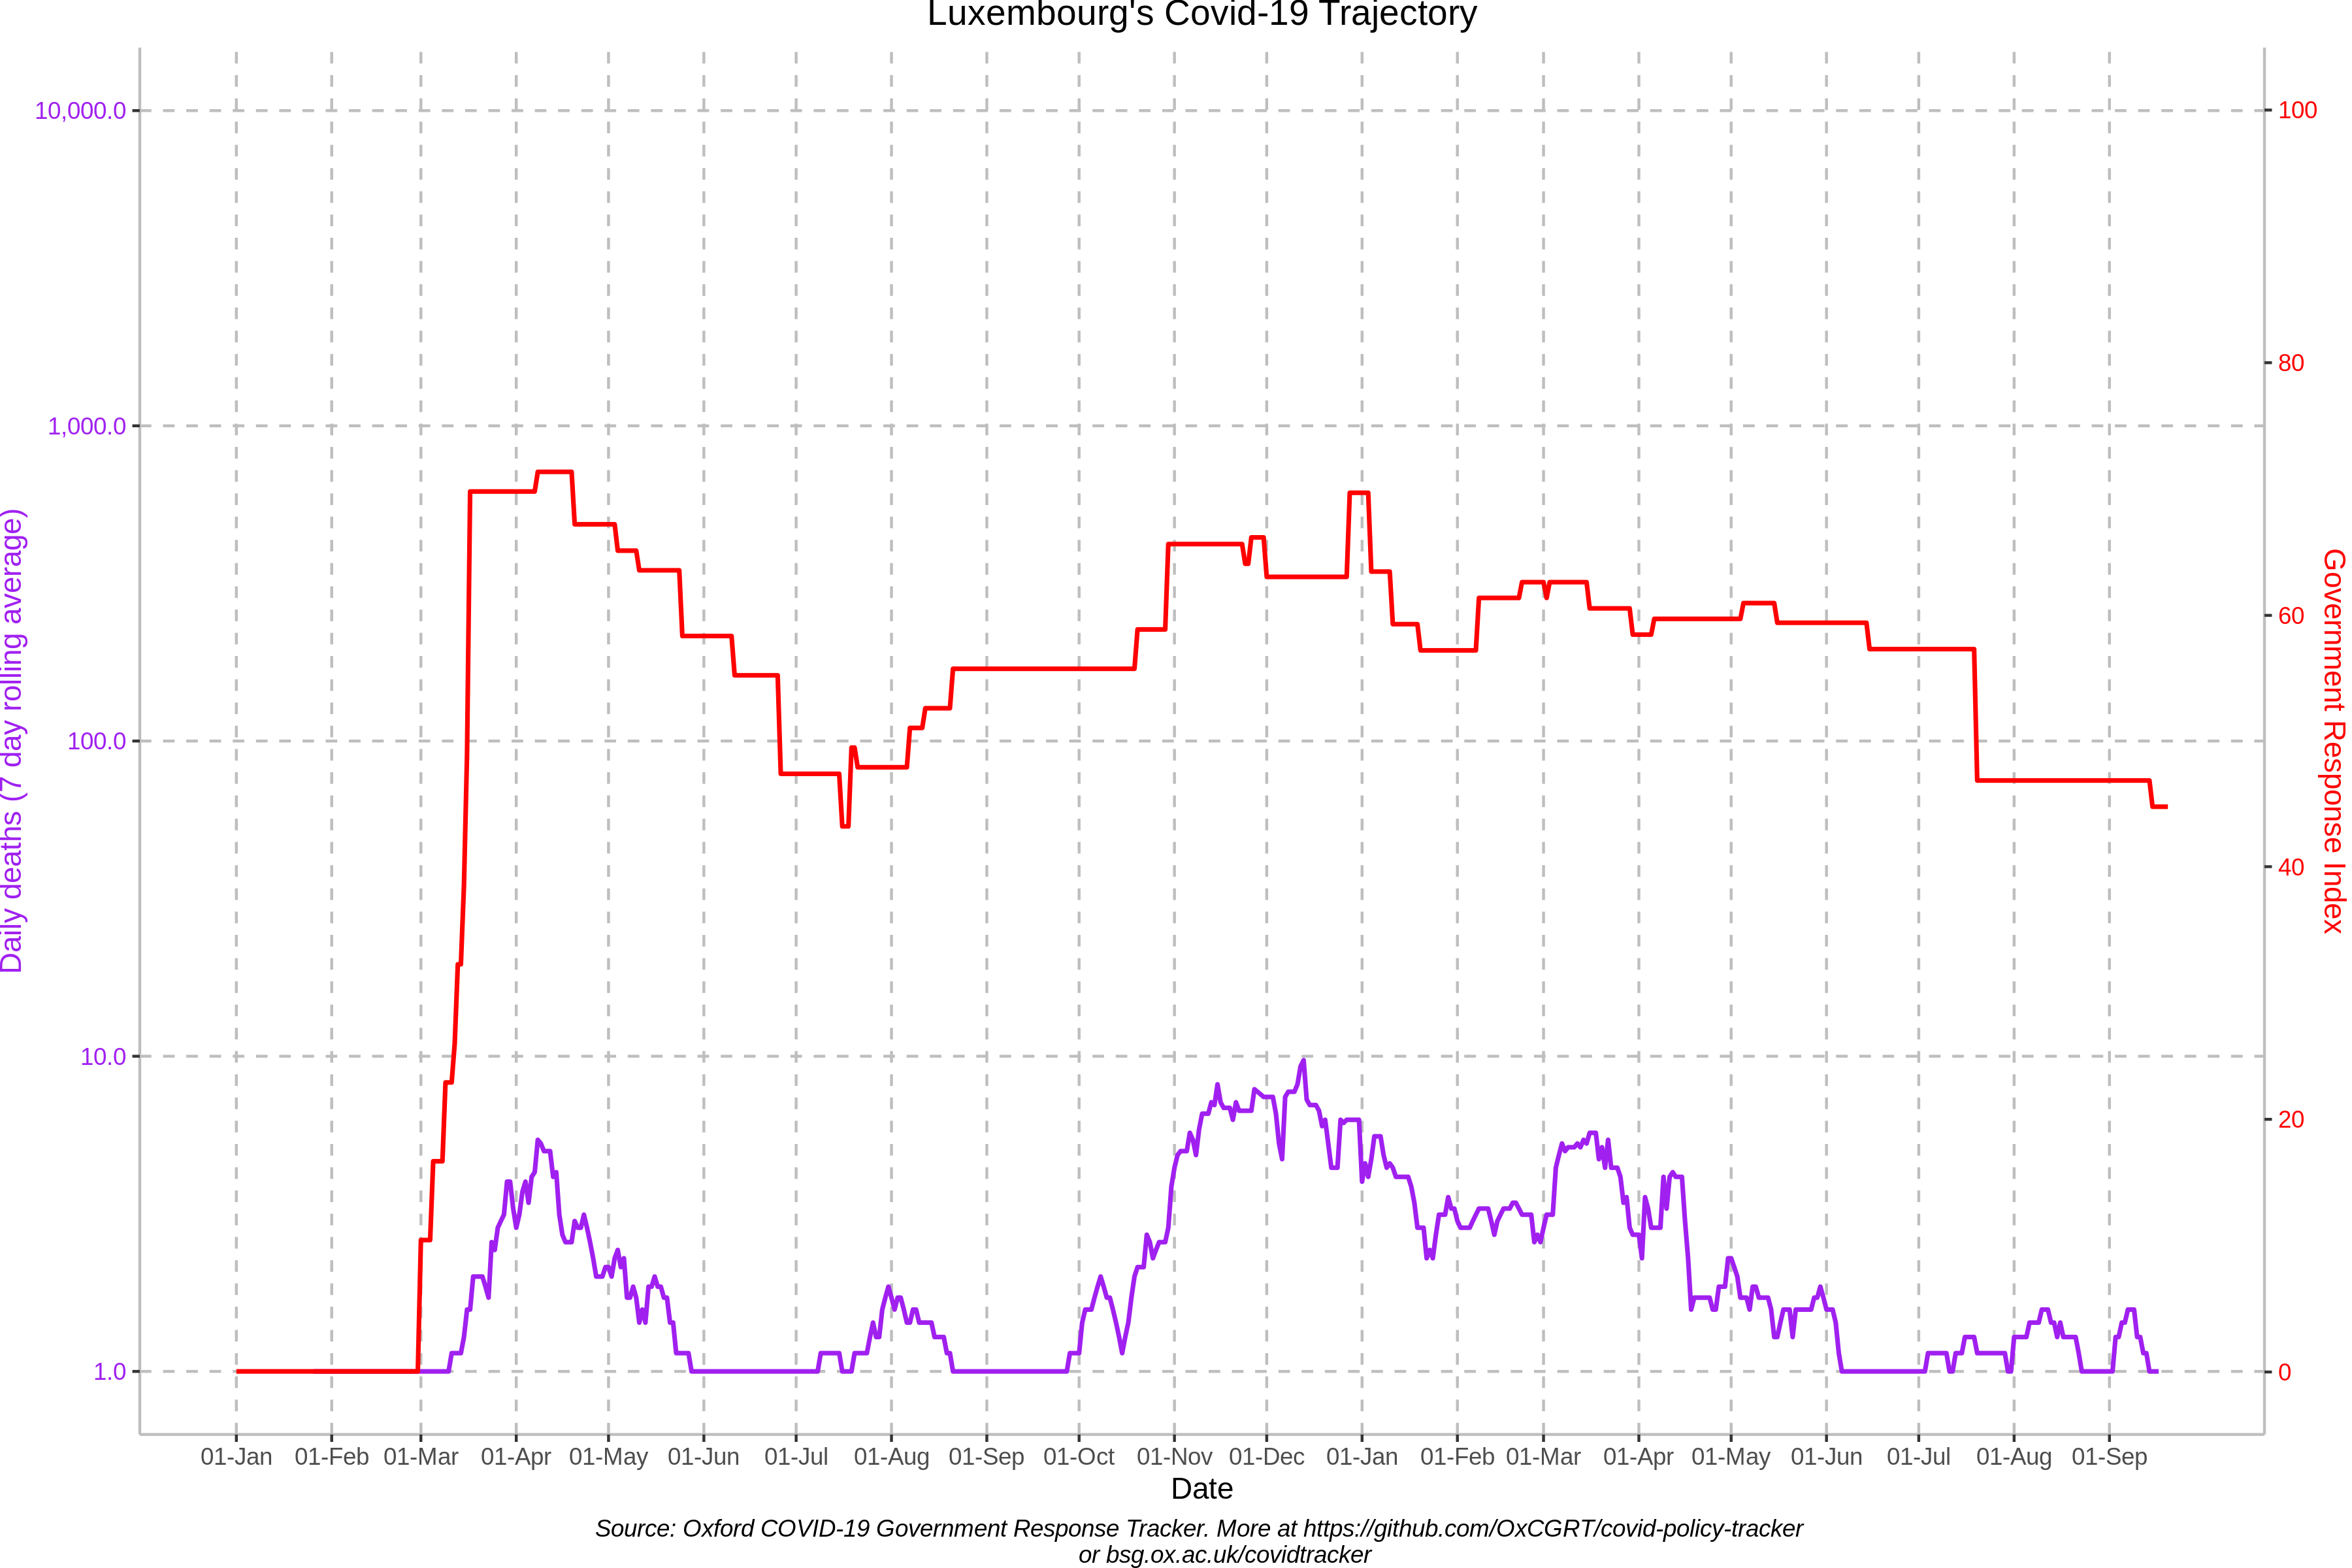 Luxembourg's Covid-19 Trajectory
10,000.0
1,000.0
100.0
10.0
1.0
Daily deaths (7 day rolling average)
100
80
60
40
20
0
Government Response Index
01-Jan 01-Feb 01-Mar 01-Apr 01-May 01-Jun 01-Jul 01-Aug 01-Sep 01-Oct 01-Nov 01-Dec 01-Jan 01-Feb 01-Mar 01-Apr 01-May 01-Jun 01-Jul 01-Aug 01-Sep
Date
Source: Oxford COVID-19 Government Response Tracker. More at https://github.com/OxCGRT/covid-policy-tracker
or bsg.ox.ac.uk/covidtracker